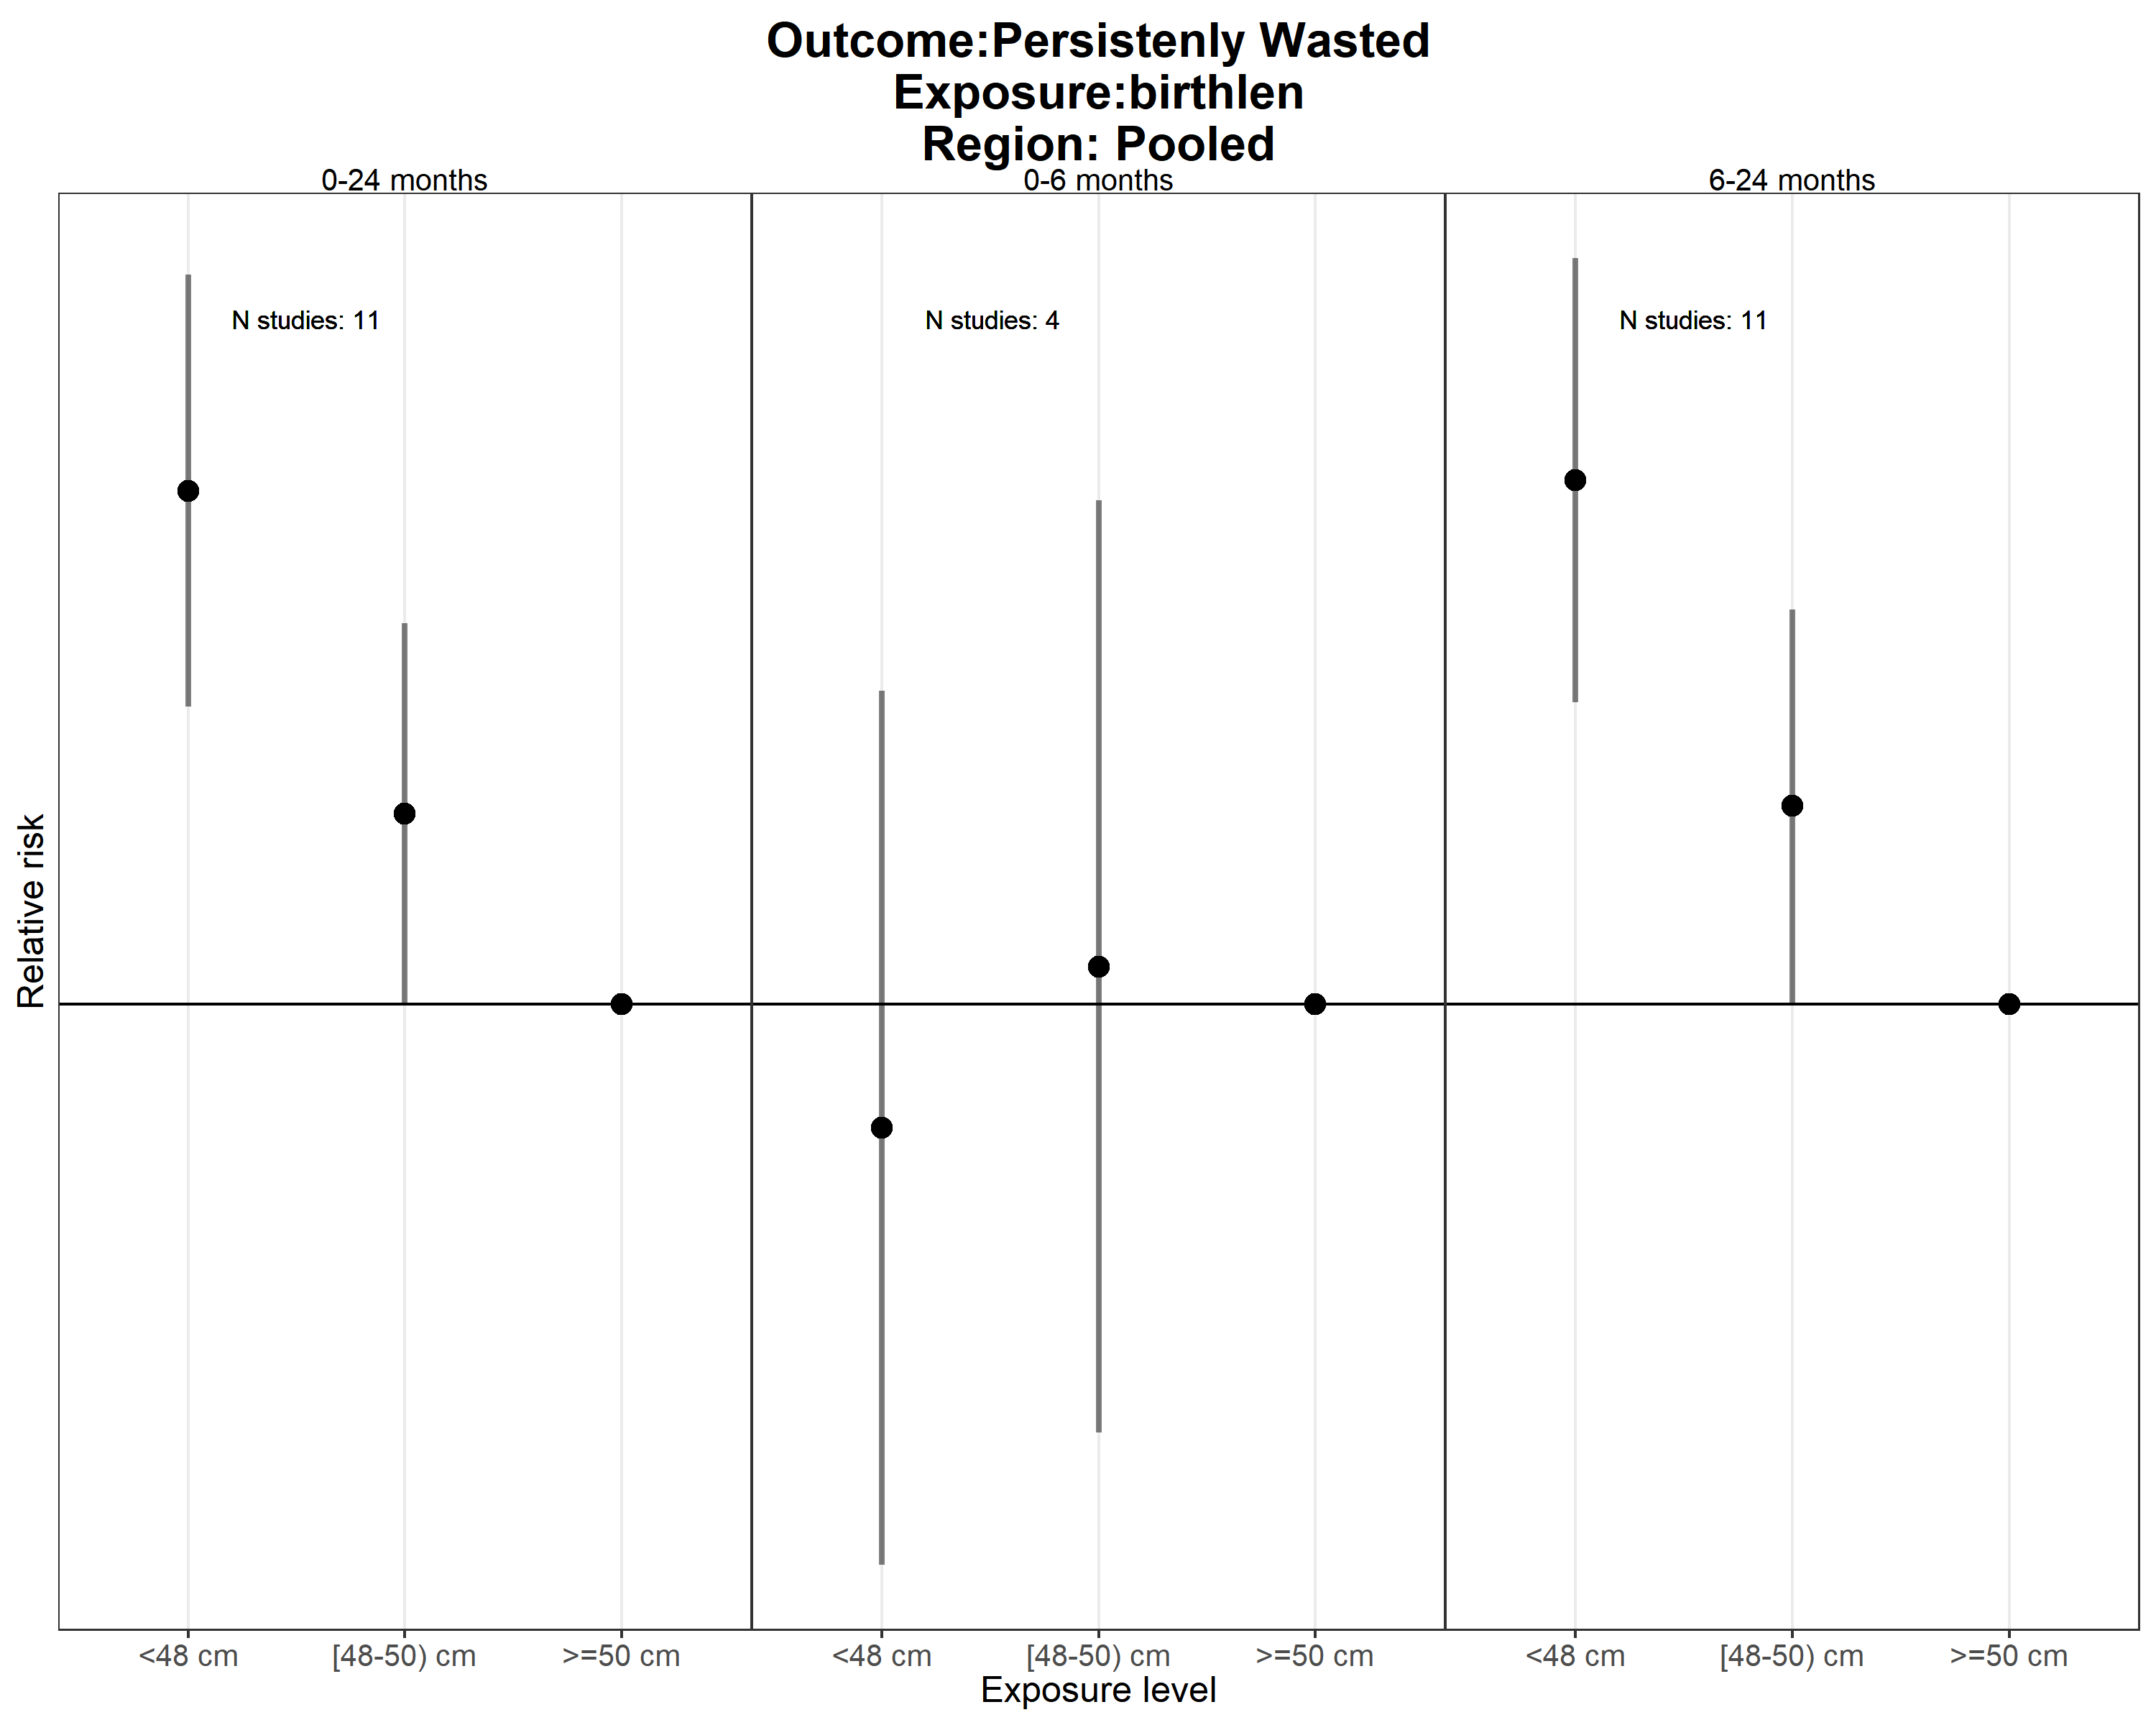 Outcome:Persistenly Wasted
Exposure:birthlen
Region: Pooled
0-24 months
0-6 months
6-24 months
N studies: 11
N studies: 4
N studies: 11
Relative risk
<48 cm
[48-50) cm
>=50 cm
<48 cm
[48-50) cm
>=50 cm
<48 cm
[48-50) cm
>=50 cm
Exposure level